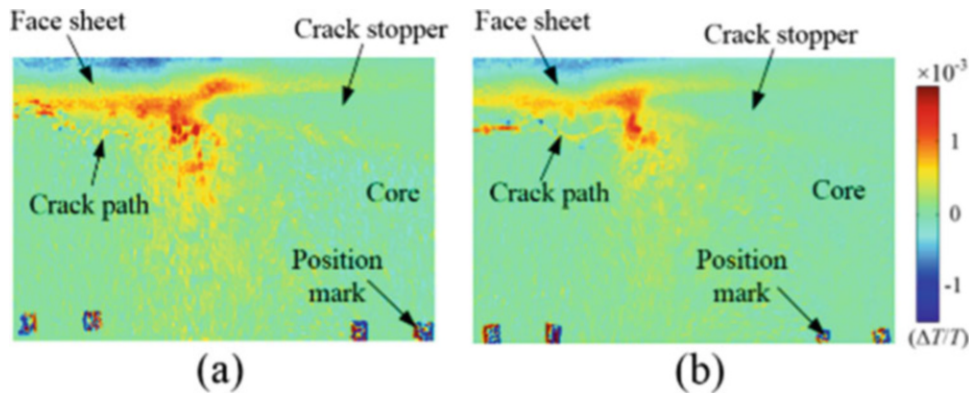 Face sheet
Crack stopper
Crack path
Core
Position
mark
(a)
Face sheet
Crack stopper
Crack path
Core
Position
mark
(b)
×10⁻³
1
0
-1
(ΔT/T)